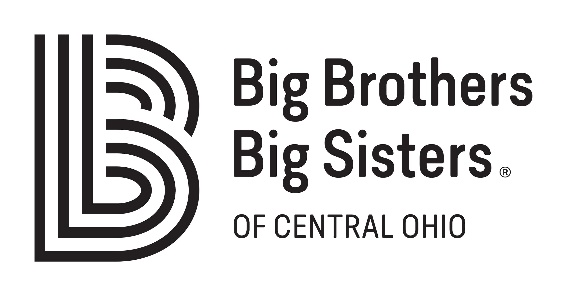 Big Brothers
Big Sisters®
OF CENTRAL OHIO